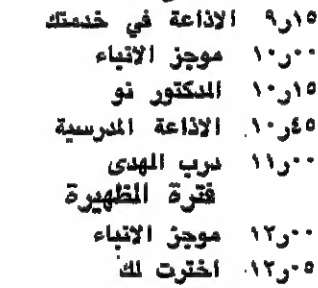 ٩ر١٥ الاذاعة في خدمتك
١٠ر٠٠ موجز الانباء
١٠ر١٥ الدكتور نو
١٠ر٤٥ الاذاعة المدرسية
١١ر٠٠ درب الهدى
فترة الظهيرة
١٢ر٠٠ موجز الانباء
١٢ر٠٥ اخترت لك